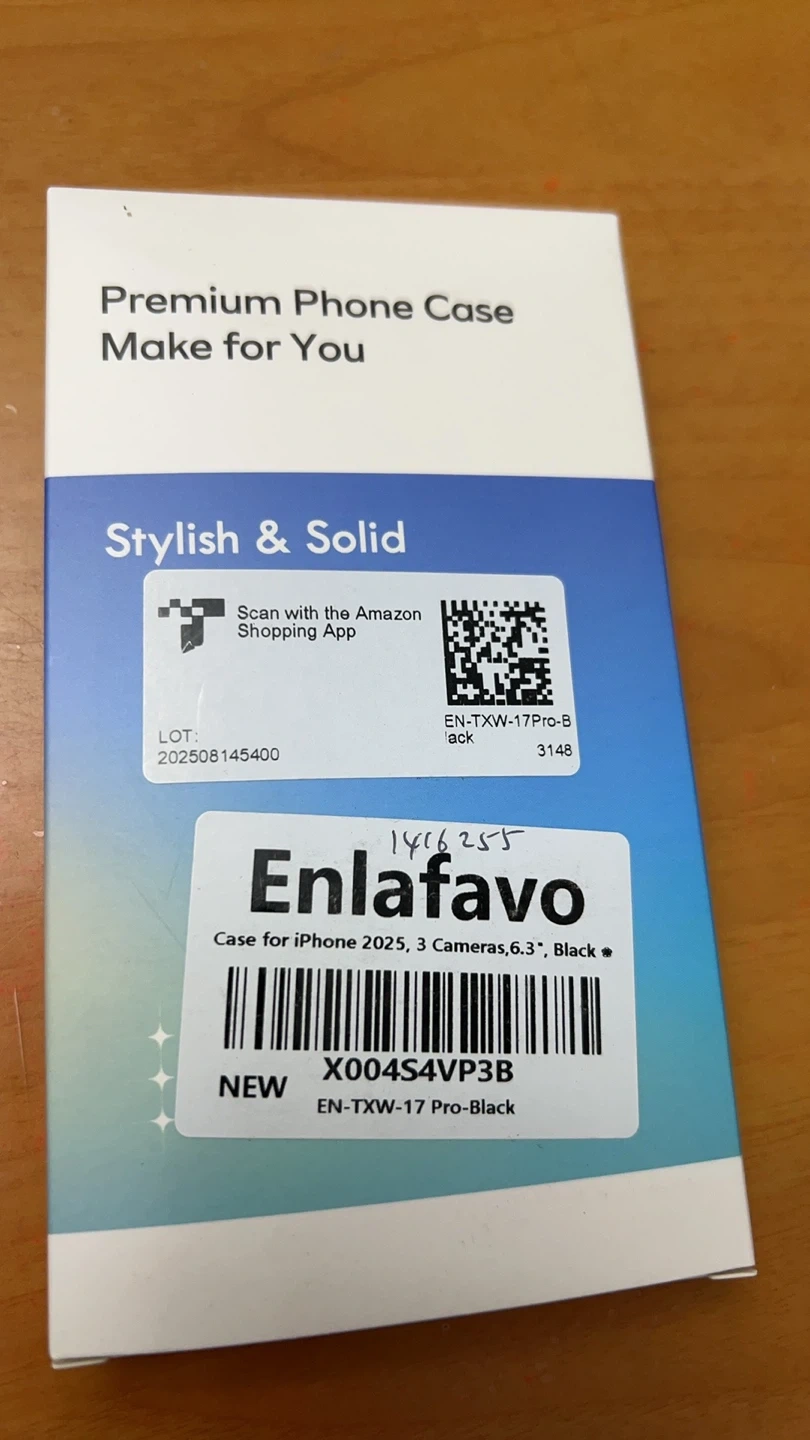 Premium Phone Case
Make for You
Stylish & Solid
Scan with the Amazon
Shopping App
LOT:
202508145400
EN-TXW-17Pro-B
lack
3148
1416255
Enlafavo
Case for iPhone 2025, 3 Cameras,6.3", Black
X004S4VP3B
NEW
EN-TXW-17 Pro-Black